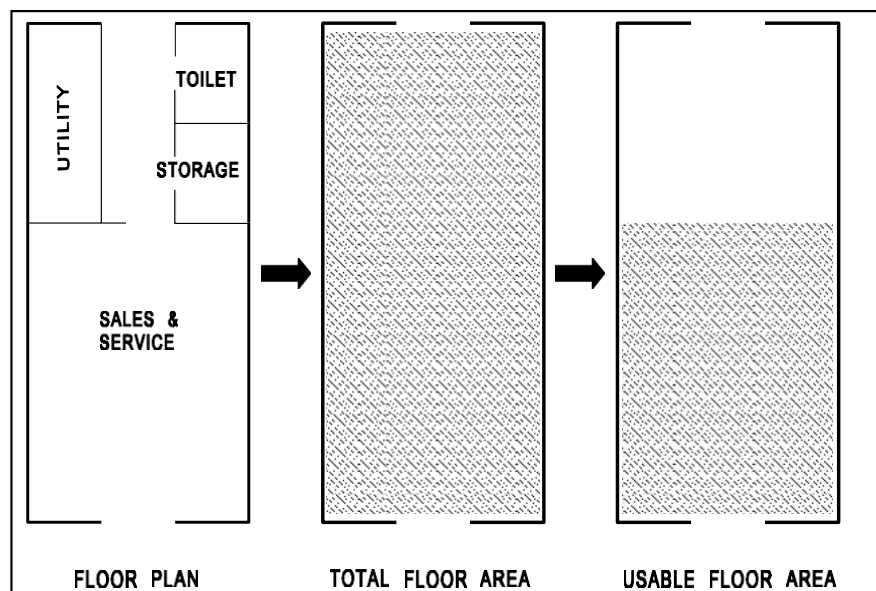 UTILITY
TOILET
STORAGE
SALES &
SERVICE
FLOOR PLAN
TOTAL FLOOR AREA
USABLE FLOOR AREA